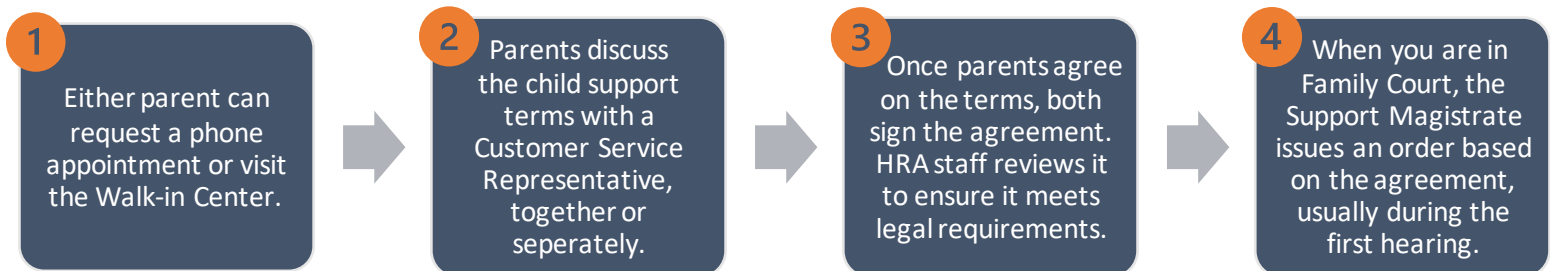 1
Either parent can
request a phone
appointment or visit
the Walk-in Center.
2
Parents discuss
the child support
terms with a
Customer Service
Representative,
together or
seperately.
3
Once parents agree
on the terms, both
sign the agreement.
HRA staff reviews it
to ensure it meets
legal requirements.
4
When you are in
Family Court, the
Support Magistrate
issues an order based
on the agreement,
usually during the
first hearing.